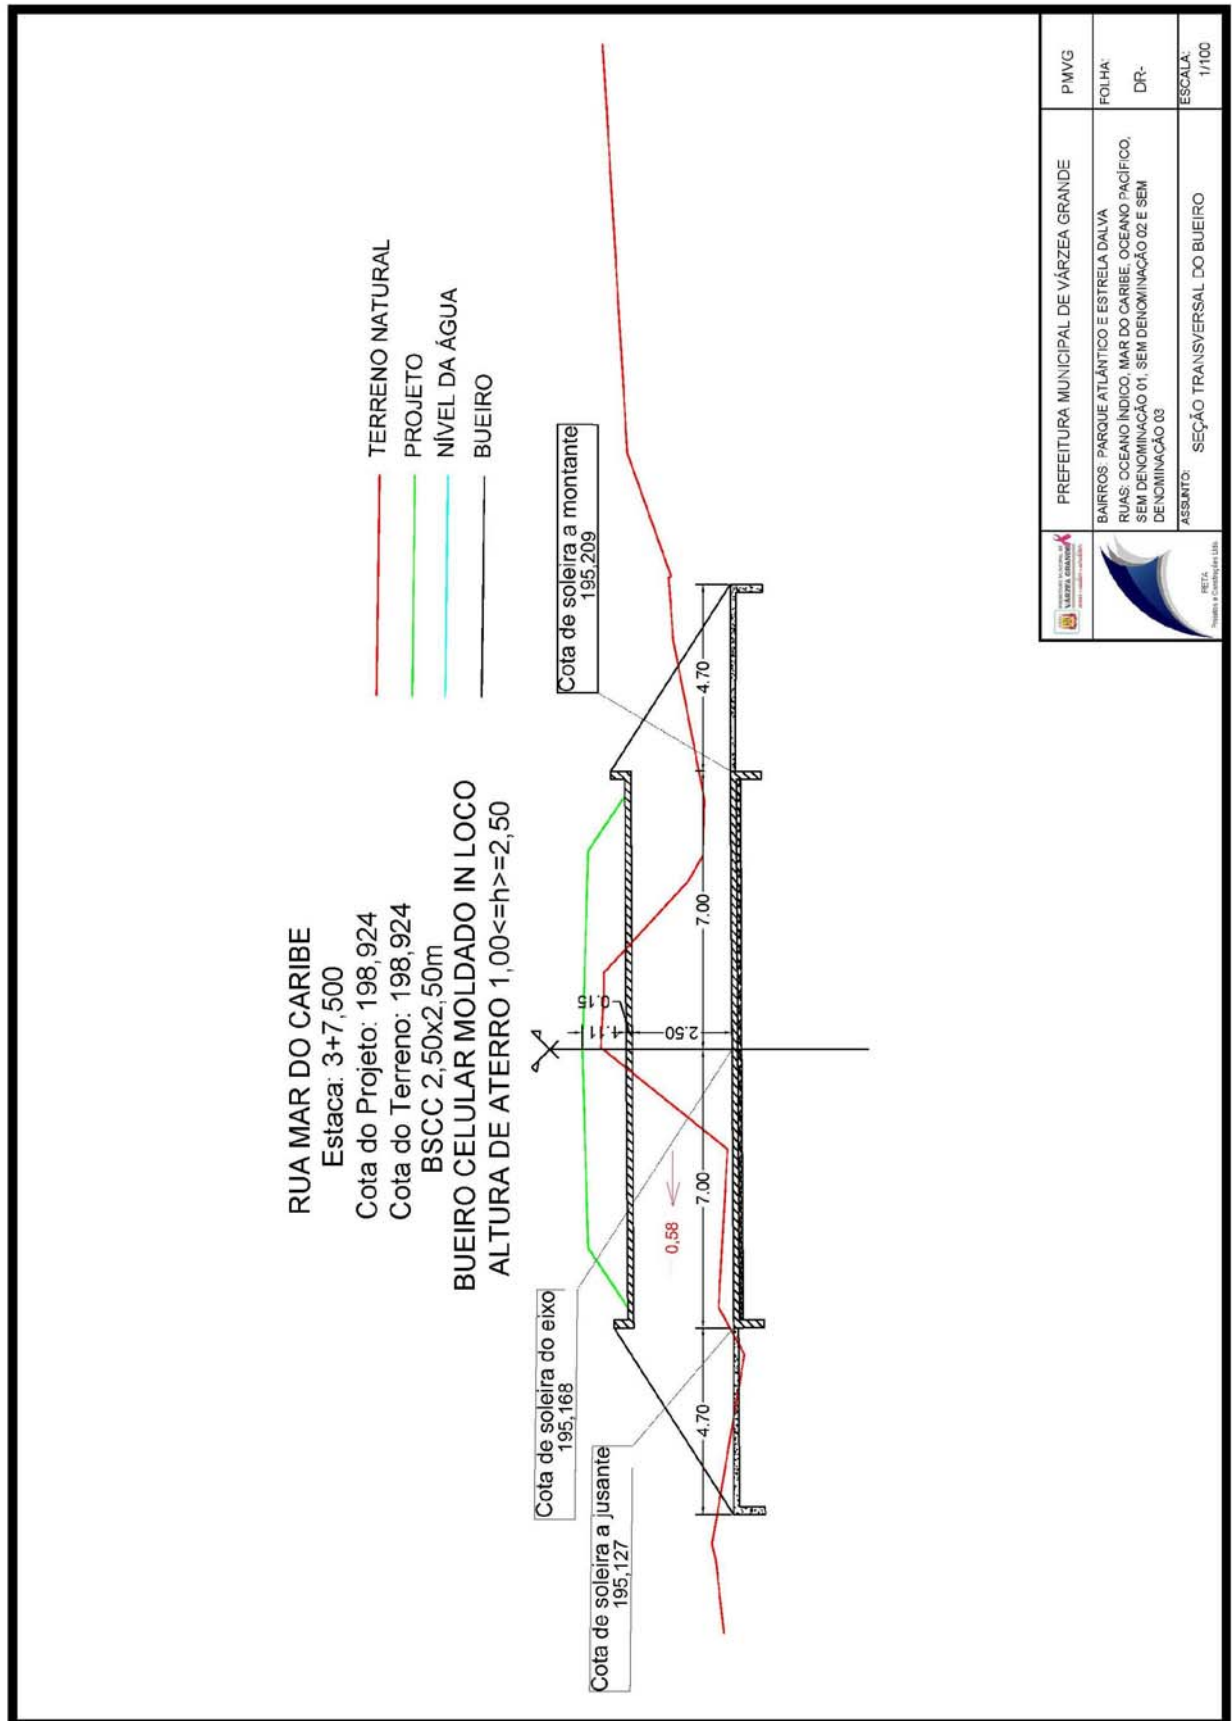 RUA MAR DO CARIBE
Estaca: 3+7,500
Cota do Projeto: 198,924
Cota do Terreno: 198,924
BSCC 2,50x2,50m
BUEIRO CELULAR MOLDADO IN LOCO
ALTURA DE ATERRO 1,00<=h>=2,50
TERRENO NATURAL
PROJETO
NÍVEL DA ÁGUA
BUEIRO
Cota de soleira do eixo
195,168
Cota de soleira a jusante
195,127
Cota de soleira a montante
195,209
0.15
1.11
2.50
0,58
4.70
7.00
7.00
4.70
PREFEITURA MUNICIPAL DE VÁRZEA GRANDE
PMVG
BAIRROS: PARQUE ATLÂNTICO E ESTRELA DALVA
RUAS: OCEANO ÍNDICO, MAR DO CARIBE, OCEANO PACÍFICO,
SEM DENOMINAÇÃO 01, SEM DENOMINAÇÃO 02 E SEM
DENOMINAÇÃO 03
FOLHA:
DR-
ASSUNTO:
SEÇÃO TRANSVERSAL DO BUEIRO
ESCALA:
1/100
VÁRZEA GRANDE
RETA
Projetos e Construções Ltda